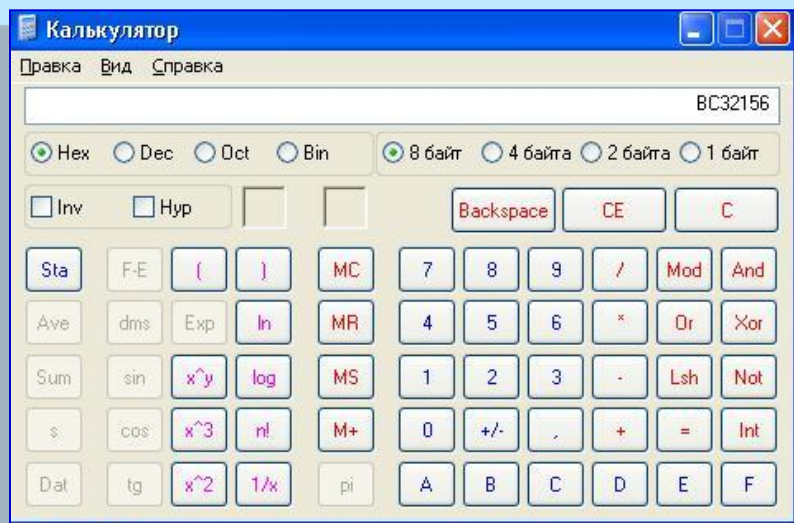 Калькулятор
Правка Вид Справка
BC32156
Hex Dec Oct Bin 8 байт 4 байта 2 байта 1 байт
Inv Hyp Backspace CE C
Sta F-E ( ) MC 7 8 9 / Mod And
Ave dms Exp ln MR 4 5 6 * Or Xor
Sum sin x^y log MS 1 2 3 - Lsh Not
s cos x^3 n! M+ 0 +/- , + = Int
Dat tg x^2 1/x pi A B C D E F